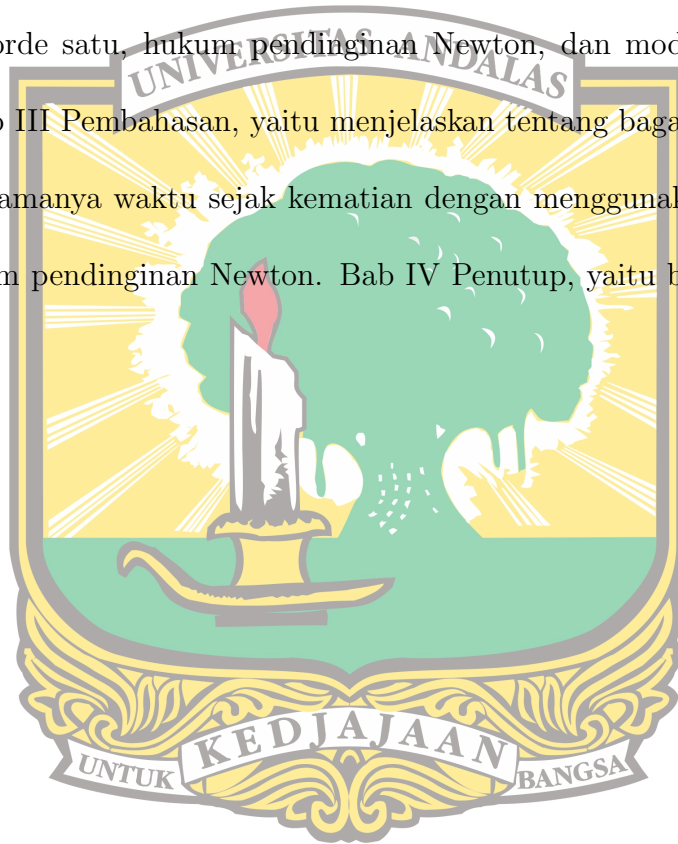 UNIVERSITAS ANDALAS
orde satu, hukum pendinginan Newton, dan mod
III Pembahasan, yaitu menjelaskan tentang baga
amanya waktu sejak kematian dengan menggunak
m pendinginan Newton. Bab IV Penutup, yaitu b
UNTUK KEDJAJAAN BANGSA